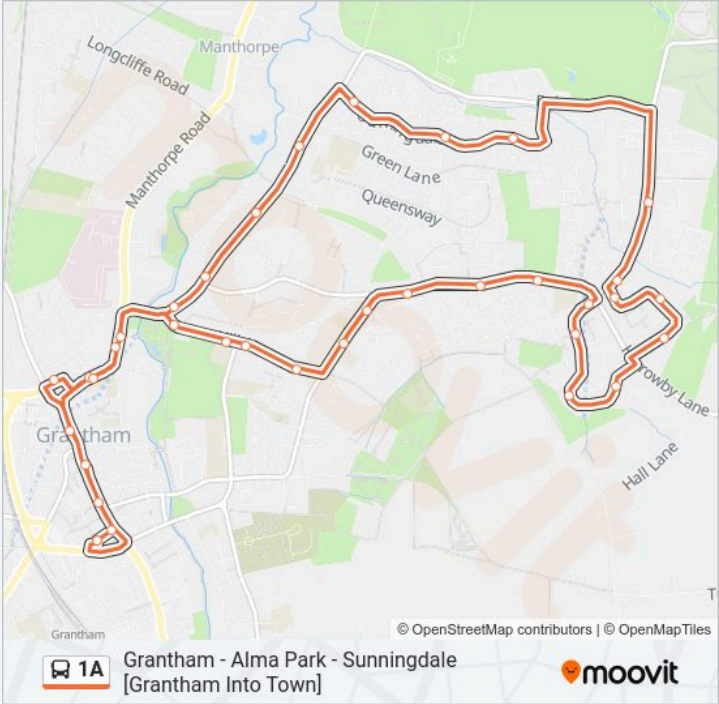 Manthorpe
Longcliffe Road
Manthorpe Road
Green Lane
Queensway
Grantham
Harrowby Lane
Hall Lane
Grantham
© OpenStreetMap contributors | © OpenMapTiles
1A
Grantham - Alma Park - Sunningdale
[Grantham Into Town]
moovit